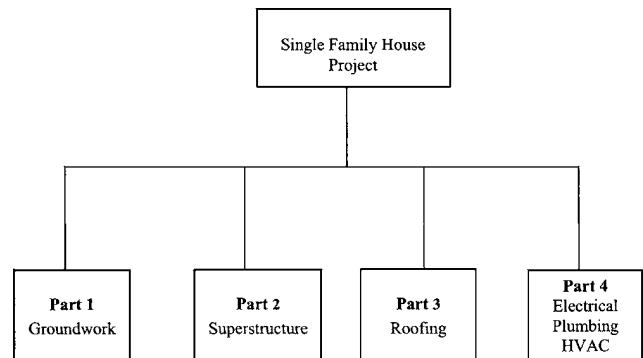 Single Family House
Project
Part 1
Groundwork
Part 2
Superstructure
Part 3
Roofing
Part 4
Electrical
Plumbing
HVAC